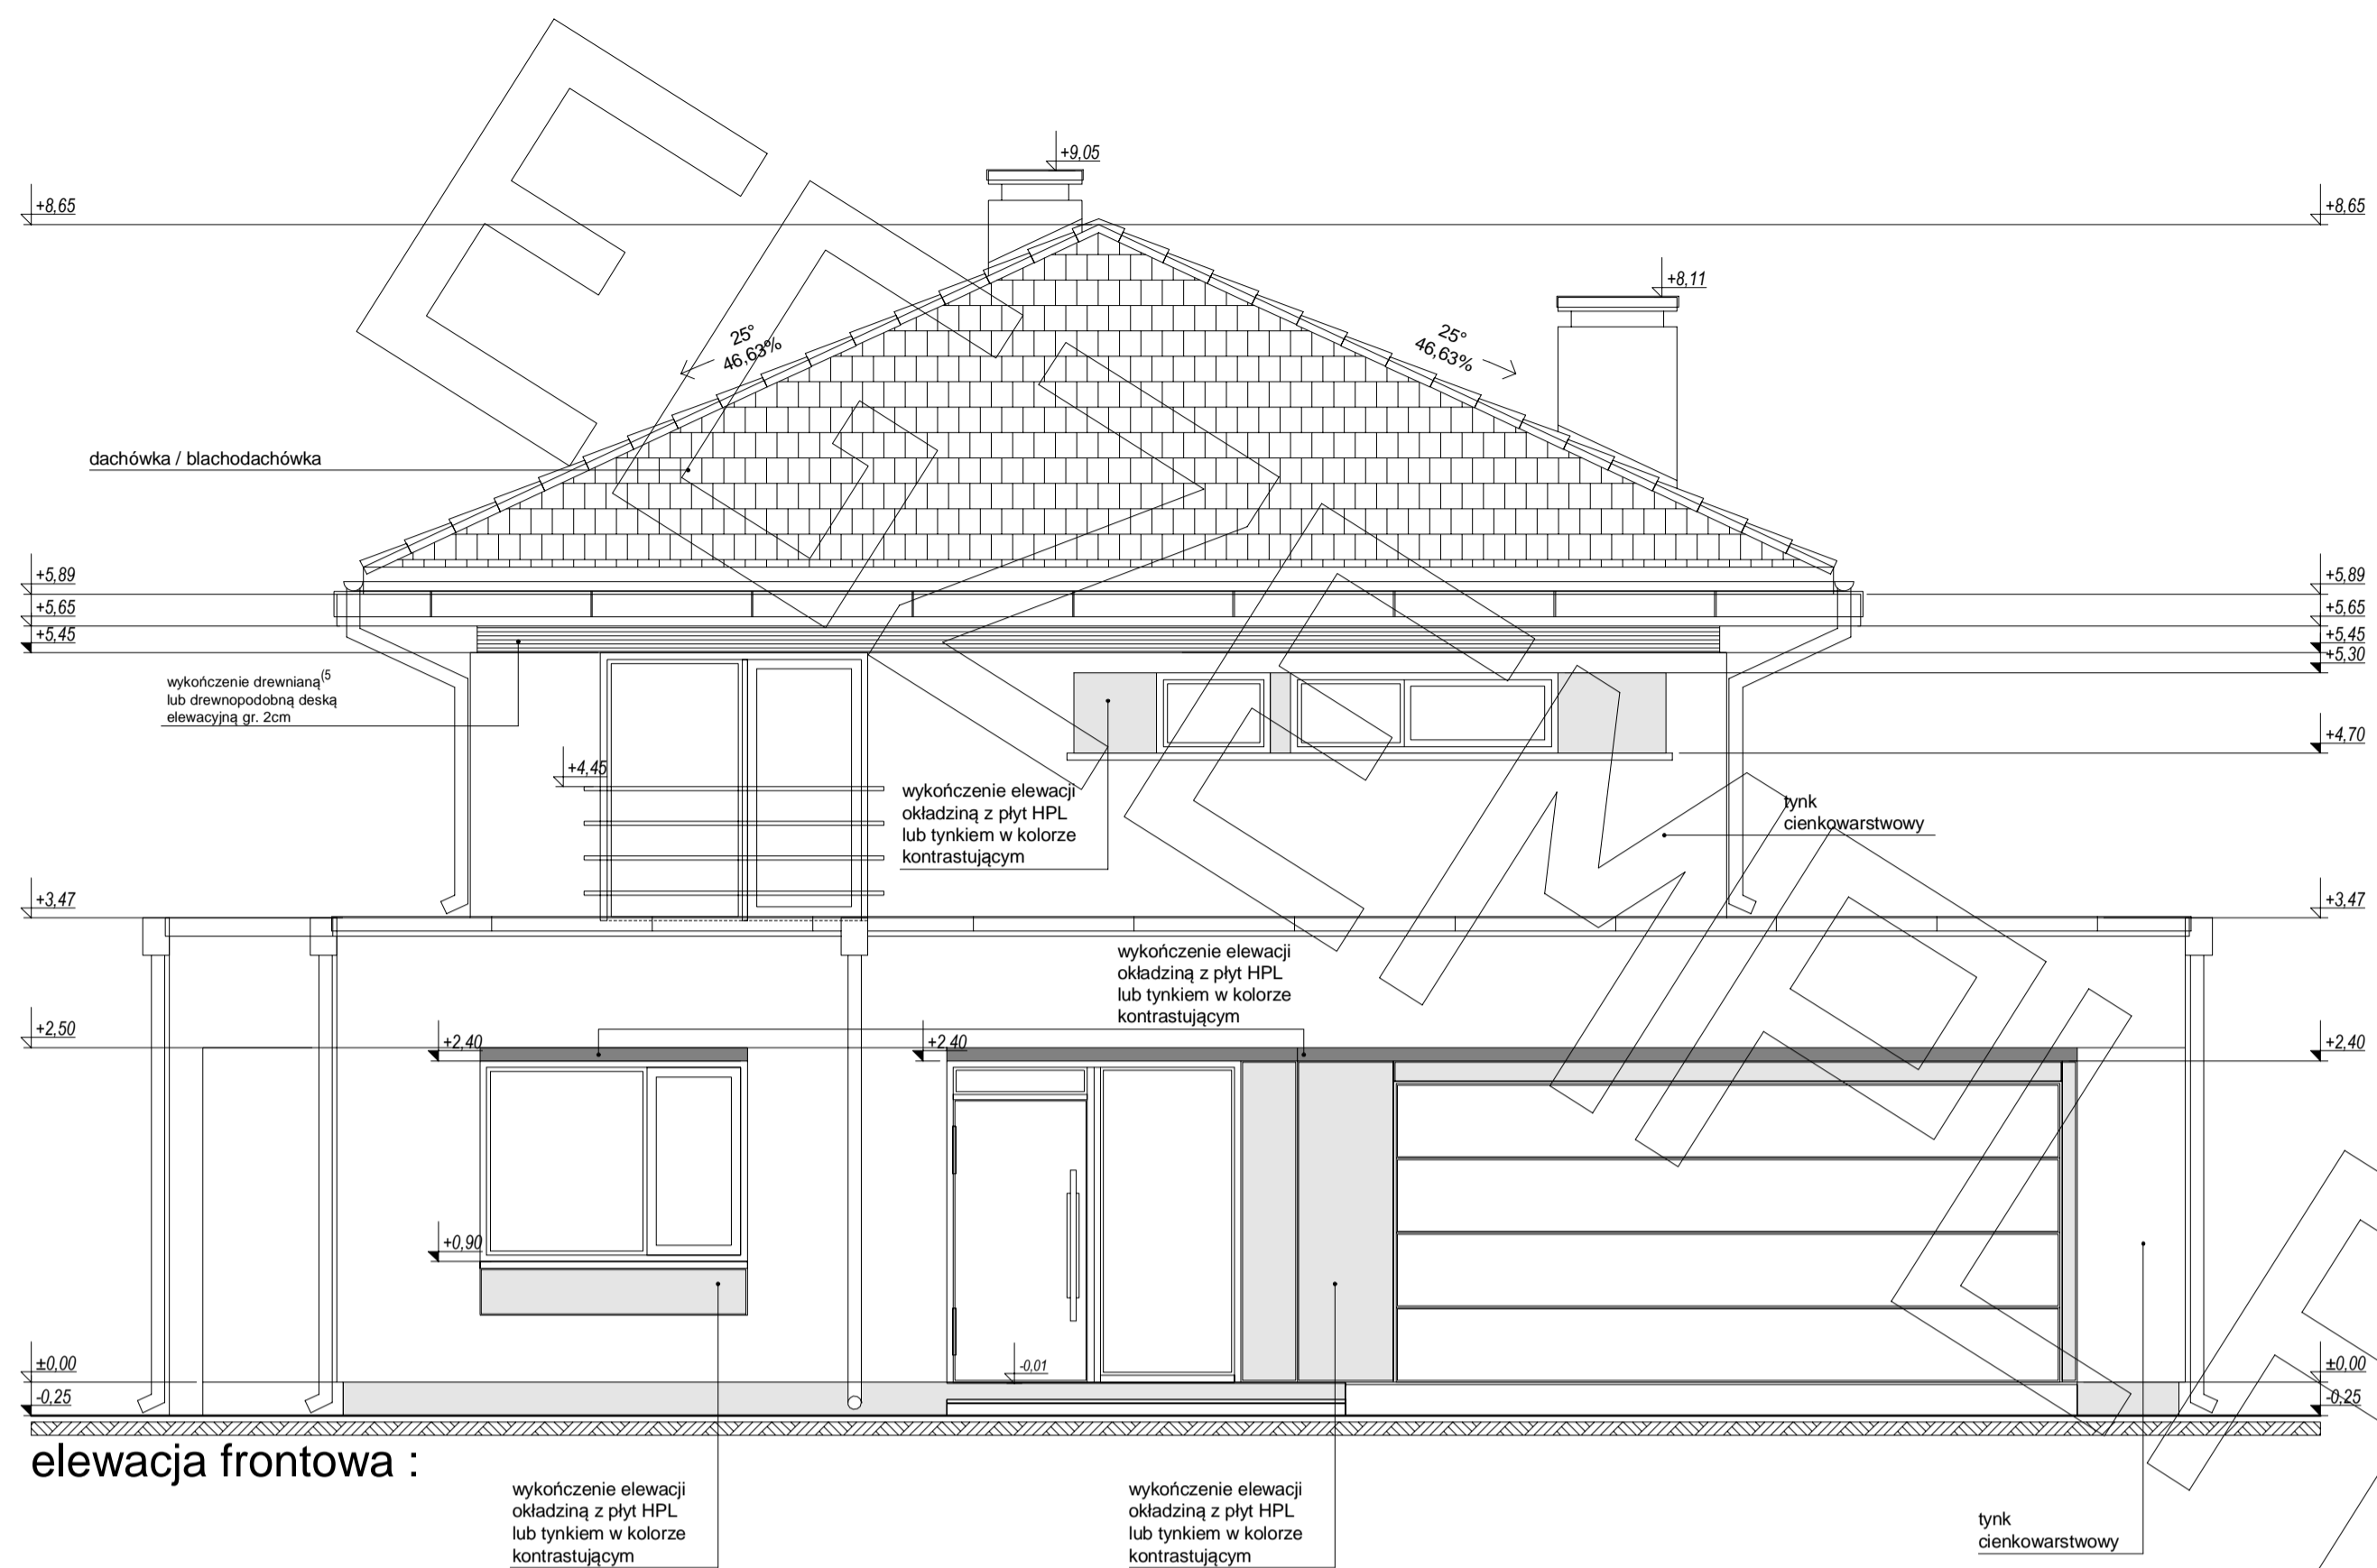 +9,05
+8,65
+8,65
+8,11
25°
46,63%
25°
46,63%
dachówka / blachodachówka
+5,89
+5,89
+5,65
+5,65
+5,45
+5,45
+5,30
wykończenie drewnianą(5
lub drewnopodobną deską
elewacyjną gr. 2cm
+4,70
+4,45
wykończenie elewacji
okładziną z płyt HPL
lub tynkiem w kolorze
kontrastującym
tynk
cienkowarstwowy
+3,47
+3,47
wykończenie elewacji
okładziną z płyt HPL
lub tynkiem w kolorze
kontrastującym
+2,50
+2,40
+2,40
+2,40
+0,90
±0,00
-0,01
±0,00
-0,25
-0,25
elewacja frontowa :
wykończenie elewacji
okładziną z płyt HPL
lub tynkiem w kolorze
kontrastującym
wykończenie elewacji
okładziną z płyt HPL
lub tynkiem w kolorze
kontrastującym
tynk
cienkowarstwowy